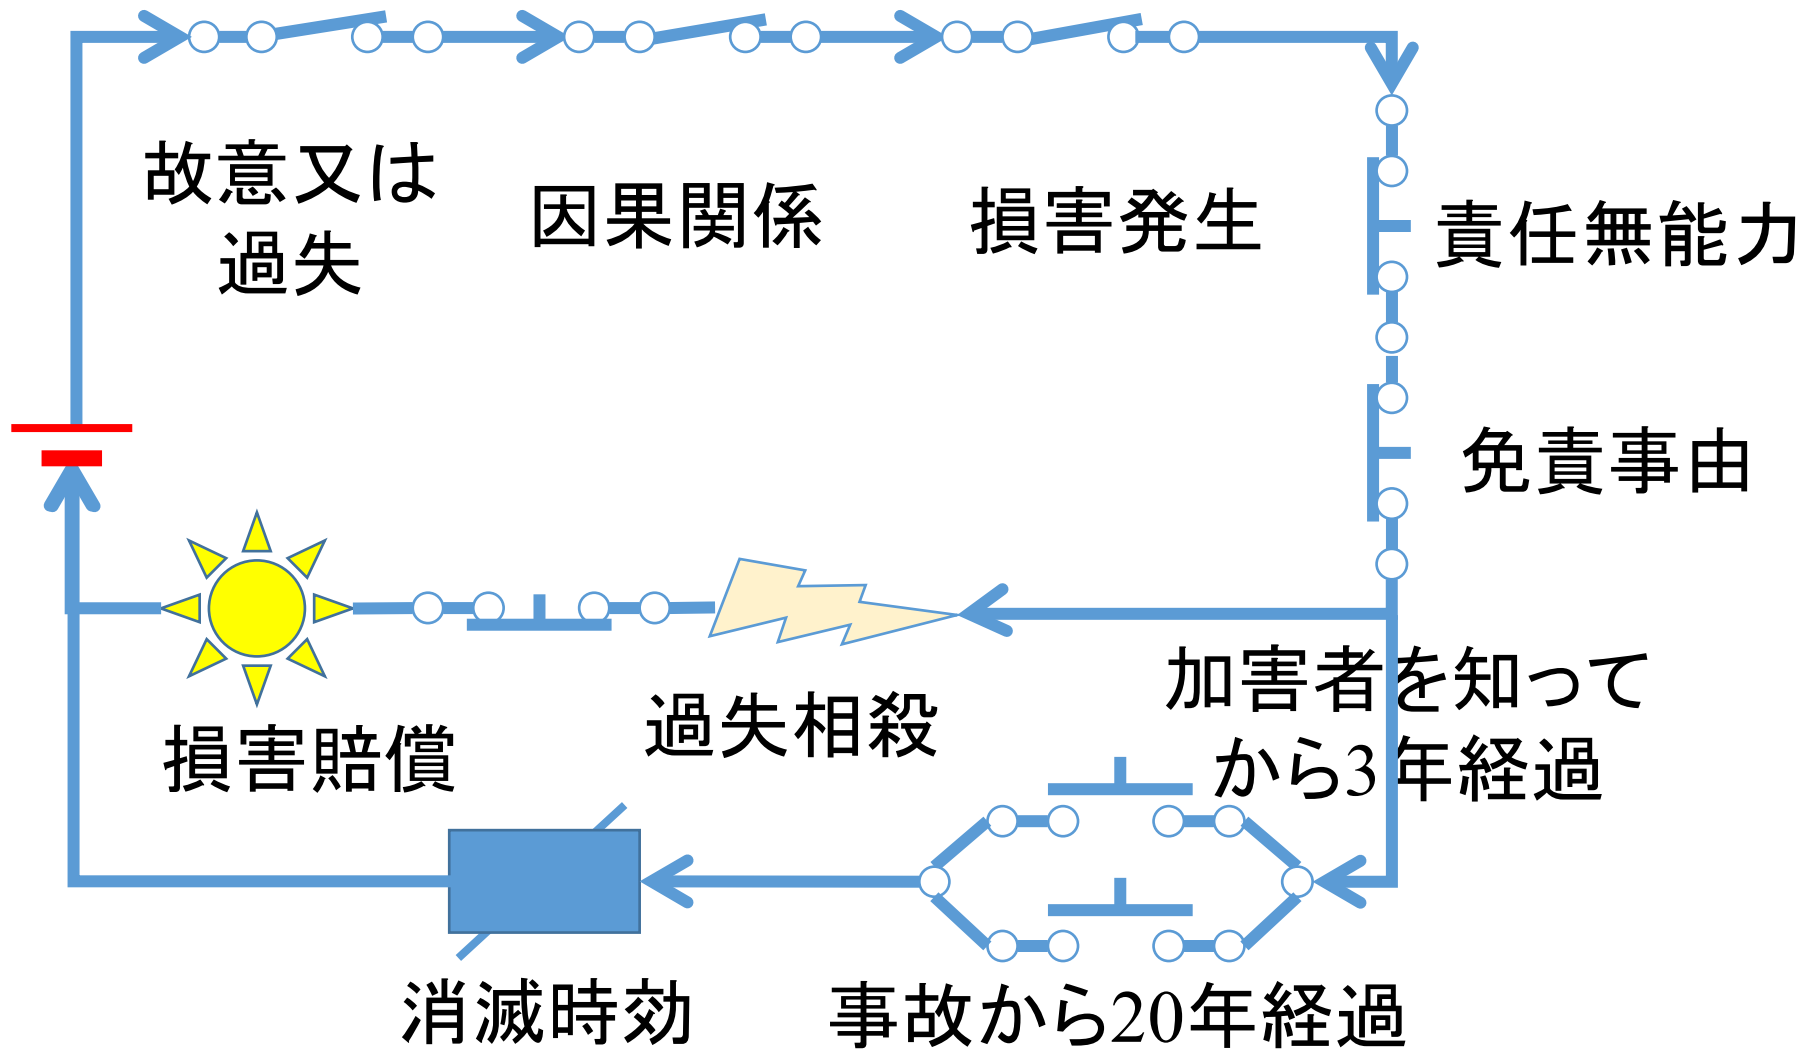 故意又は
過失
因果関係
損害発生
責任無能力
免責事由
加害者を知って
から3年経過
過失相殺
損害賠償
消滅時効
事故から20年経過